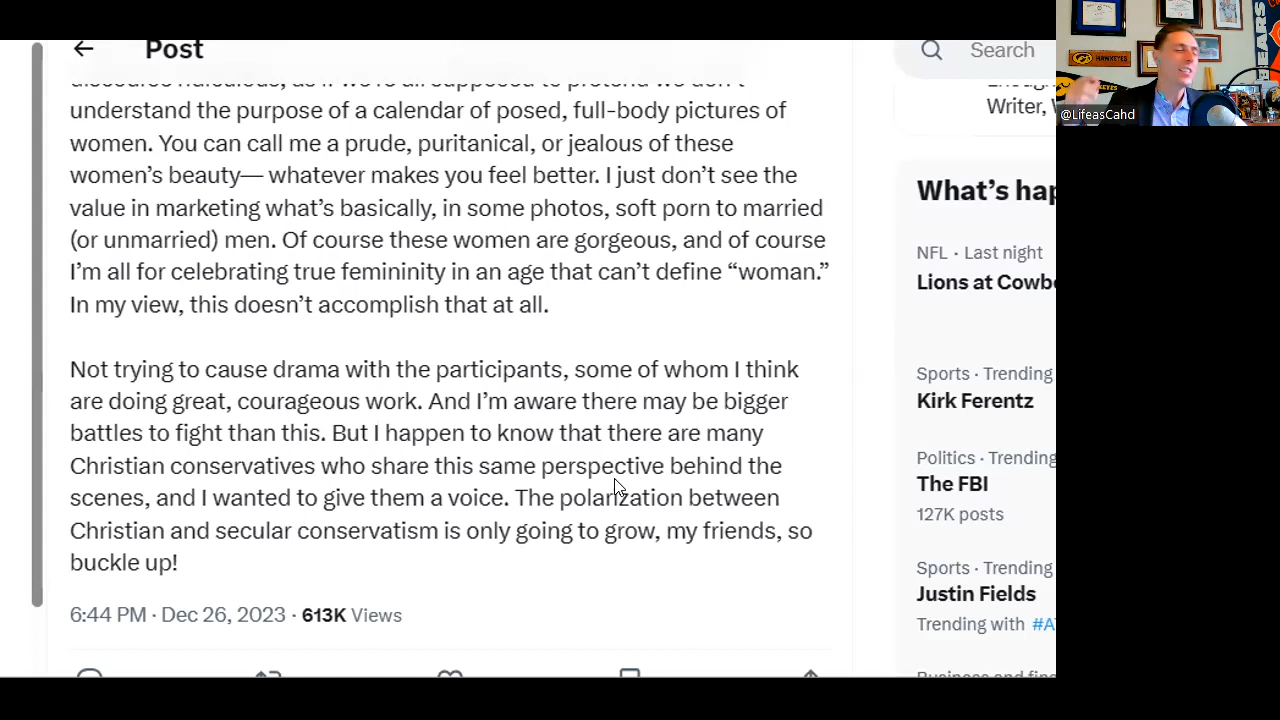 Post
understand the purpose of a calendar of posed, full-body pictures of
women. You can call me a prude, puritanical, or jealous of these
women’s beauty— whatever makes you feel better. I just don’t see the
value in marketing what’s basically, in some photos, soft porn to married
(or unmarried) men. Of course these women are gorgeous, and of course
I’m all for celebrating true femininity in an age that can’t define “woman.”
In my view, this doesn’t accomplish that at all.
Not trying to cause drama with the participants, some of whom I think
are doing great, courageous work. And I’m aware there may be bigger
battles to fight than this. But I happen to know that there are many
Christian conservatives who share this same perspective behind the
scenes, and I wanted to give them a voice. The polarization between
Christian and secular conservatism is only going to grow, my friends, so
buckle up!
6:44 PM · Dec 26, 2023 · 613K Views
Search
Writer,
What’s hap
NFL · Last night
Lions at Cowb
Sports · Trending
Kirk Ferentz
Politics · Trending
The FBI
127K posts
Sports · Trending
Justin Fields
Trending with #A
@LifeasCahd
HAWKEYES
BEARS